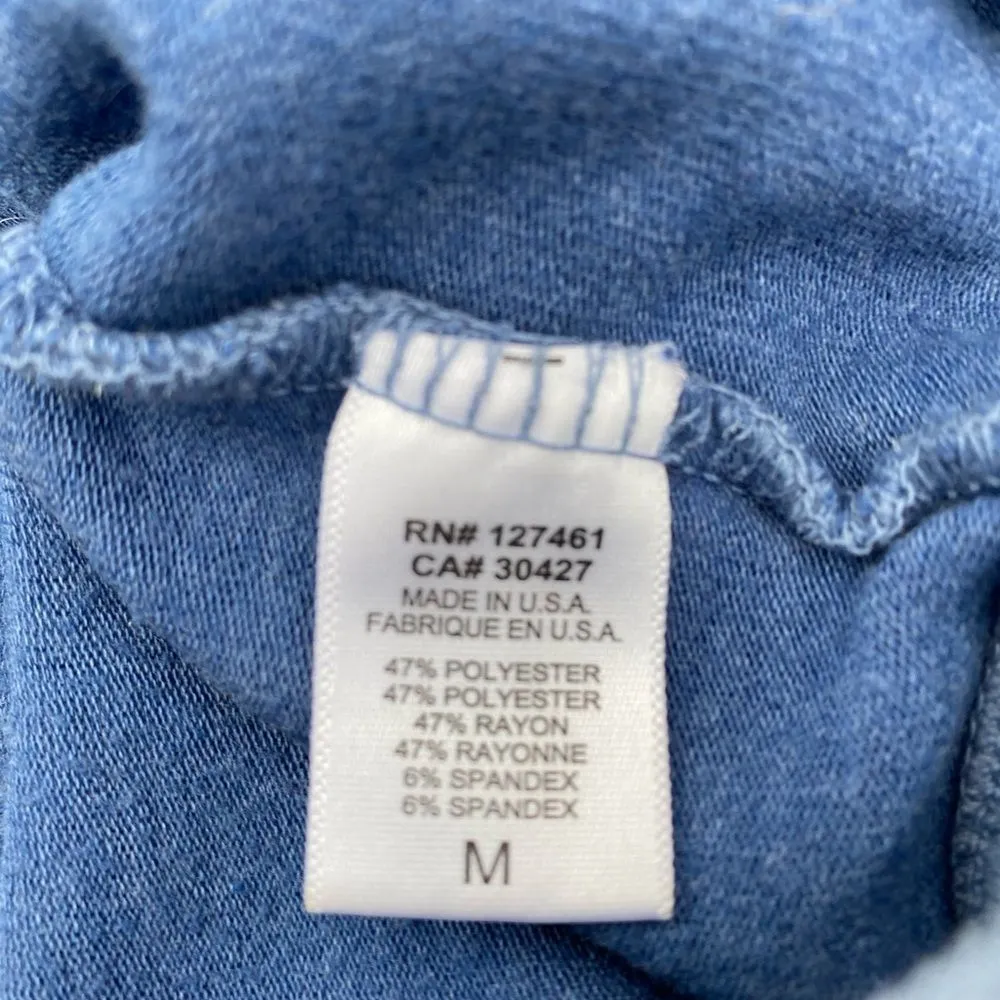 RN# 127461
CA# 30427
MADE IN U.S.A.
FABRIQUE EN U.S.A.
47% POLYESTER
47% POLYESTER
47% RAYON
47% RAYONNE
6% SPANDEX
6% SPANDEX
M